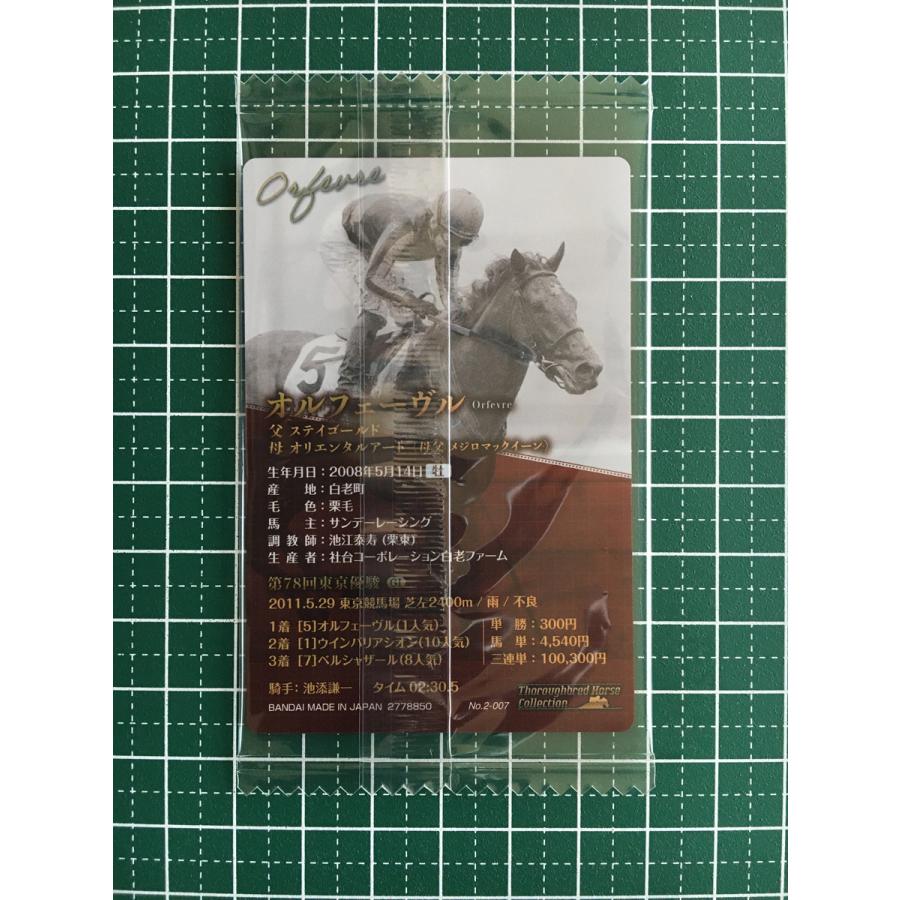 Orfevre
5
オルフェーヴル Orfevre
父 ステイゴールド
母 オリエンタルアート (母父 メジロマックイーン)
生年月日：2008年5月14日 牡
産　　地：白老町
毛　　色：栗毛
馬　　主：サンデーレーシング
調 教 師：池江泰寿 (栗東)
生 産 者：社台コーポレーション白老ファーム
第78回東京優駿 GI
2011.5.29 東京競馬場 芝左2400m / 雨 / 不良
1着 [5]オルフェーヴル(1人気) 単　勝：300円
2着 [1]ウインバリアシオン(10人気) 馬　単：4,540円
3着 [7]ベルシャザール(8人気) 三連単：100,300円
騎手：池添謙一 タイム 02:30.5
BANDAI MADE IN JAPAN 2778850 No.2-007
Thoroughbred Horse
Collection